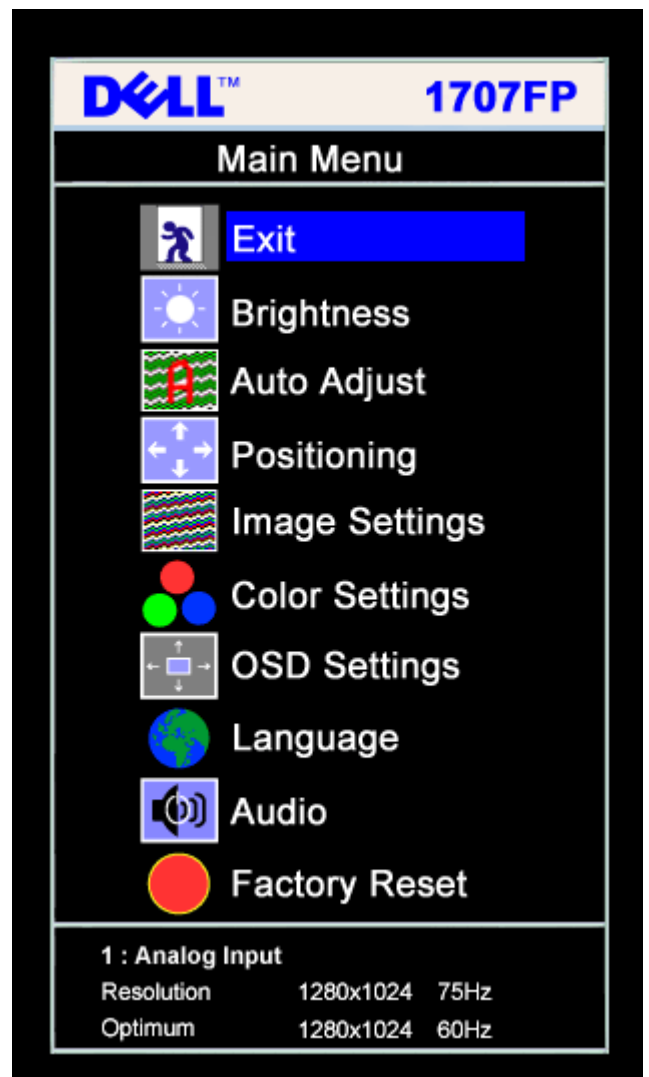 DELL™ 1707FP
Main Menu
Exit
Brightness
Auto Adjust
Positioning
Image Settings
Color Settings
OSD Settings
Language
Audio
Factory Reset
1 : Analog Input
Resolution 1280x1024 75Hz
Optimum 1280x1024 60Hz